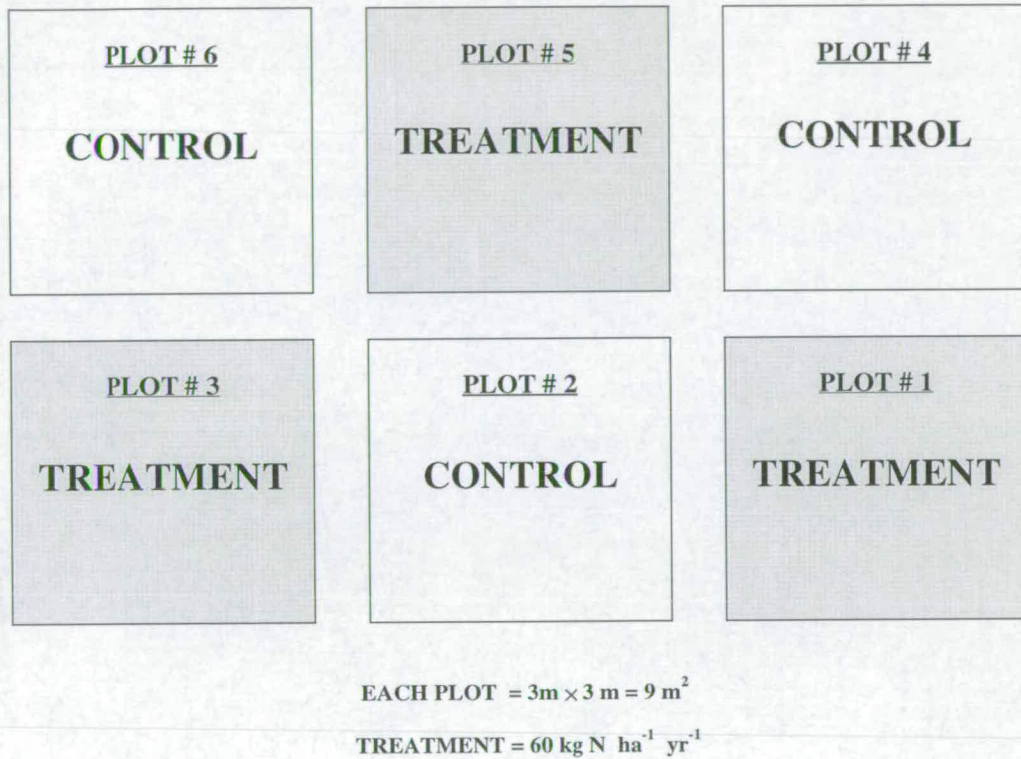 PLOT # 6
CONTROL
PLOT # 5
TREATMENT
PLOT # 4
CONTROL
PLOT # 3
TREATMENT
PLOT # 2
CONTROL
PLOT # 1
TREATMENT
EACH PLOT = 3m × 3 m = 9 m²
TREATMENT = 60 kg N ha⁻¹ yr⁻¹